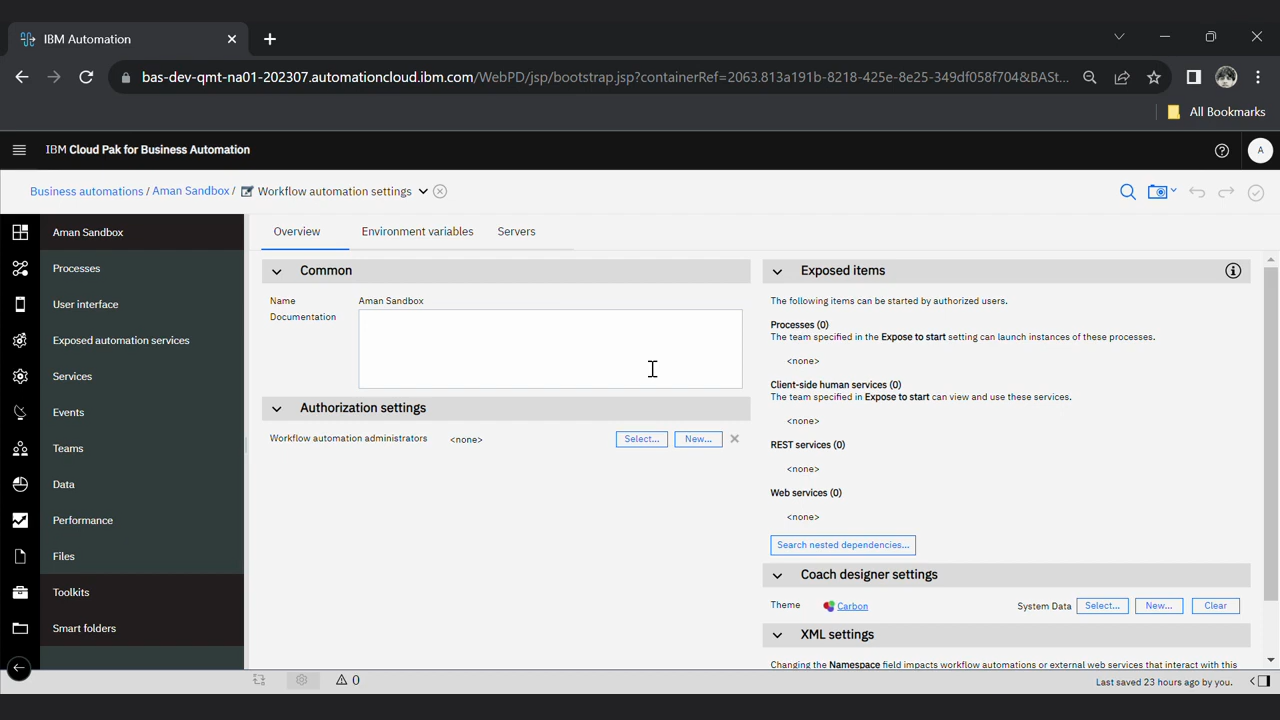 IBM Automation
bas-dev-qmt-na01-202307.automationcloud.ibm.com/WebPD/jsp/bootstrap.jsp?containerRef=2063.813a191b-8218-425e-8e25-349df058f704&BASt...
All Bookmarks
IBM Cloud Pak for Business Automation
A
Business automations / Aman Sandbox / Workflow automation settings
Aman Sandbox
Processes
User interface
Exposed automation services
Services
Events
Teams
Data
Performance
Files
Toolkits
Smart folders
Overview
Environment variables
Servers
Common
Name
Aman Sandbox
Documentation
Authorization settings
Workflow automation administrators
<none>
Select...
New...
Exposed items
The following items can be started by authorized users.
Processes (0)
The team specified in the Expose to start setting can launch instances of these processes.
<none>
Client-side human services (0)
The team specified in Expose to start can view and use these services.
<none>
REST services (0)
<none>
Web services (0)
<none>
Search nested dependencies...
Coach designer settings
Theme
Carbon
System Data
Select...
New...
Clear
XML settings
Changing the Namespace field impacts workflow automations or external web services that interact with this
0
Last saved 23 hours ago by you.